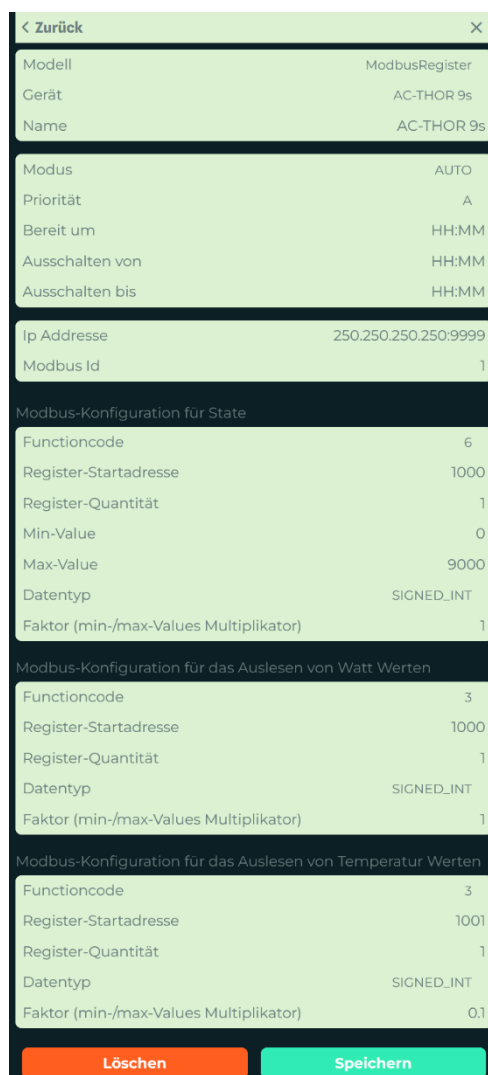 < Zurück ×
Modell ModbusRegister
Gerät AC-THOR 9s
Name AC-THOR 9s
Modus AUTO
Priorität A
Bereit um HH:MM
Ausschalten von HH:MM
Ausschalten bis HH:MM
Ip Addresse 250.250.250.250:9999
Modbus Id 1
Modbus-Konfiguration für State
Functioncode 6
Register-Startadresse 1000
Register-Quantität 1
Min-Value 0
Max-Value 9000
Datentyp SIGNED_INT
Faktor (min-/max-Values Multiplikator) 1
Modbus-Konfiguration für das Auslesen von Watt Werten
Functioncode 3
Register-Startadresse 1000
Register-Quantität 1
Datentyp SIGNED_INT
Faktor (min-/max-Values Multiplikator) 1
Modbus-Konfiguration für das Auslesen von Temperatur Werten
Functioncode 3
Register-Startadresse 1001
Register-Quantität 1
Datentyp SIGNED_INT
Faktor (min-/max-Values Multiplikator) 0.1
Löschen Speichern